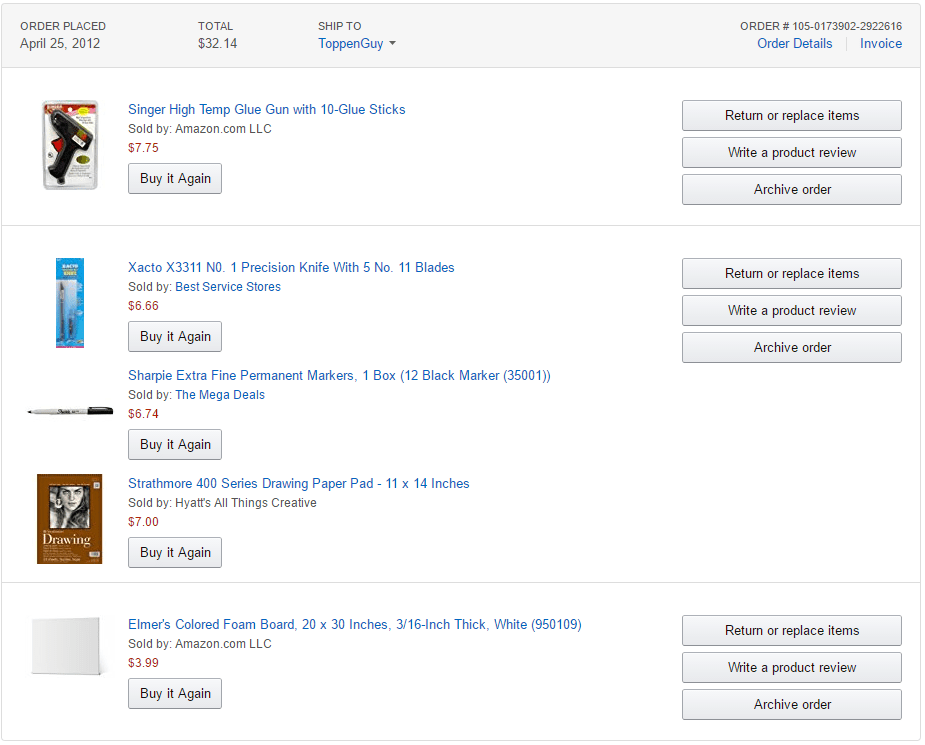 ORDER PLACED
April 25, 2012
TOTAL
$32.14
SHIP TO
ToppenGuy
ORDER # 105-0173902-2922616
Order Details
Invoice
Singer High Temp Glue Gun with 10-Glue Sticks
Sold by: Amazon.com LLC
$7.75
Buy it Again
Return or replace items
Write a product review
Archive order
Xacto X3311 N0. 1 Precision Knife With 5 No. 11 Blades
Sold by: Best Service Stores
$6.66
Buy it Again
Return or replace items
Write a product review
Archive order
Sharpie Extra Fine Permanent Markers, 1 Box (12 Black Marker (35001))
Sold by: The Mega Deals
$6.74
Buy it Again
Sharpie
Strathmore 400 Series Drawing Paper Pad - 11 x 14 Inches
Sold by: Hyatt's All Things Creative
$7.00
Buy it Again
Drawing
Elmer's Colored Foam Board, 20 x 30 Inches, 3/16-Inch Thick, White (950109)
Sold by: Amazon.com LLC
$3.99
Buy it Again
Return or replace items
Write a product review
Archive order